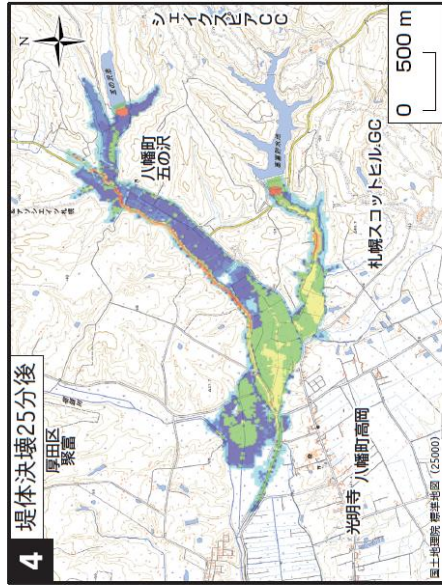 4
堤体決壊25分後
厚田区
聚富
N
シェイクスピアCC
八幡町
五の沢
札幌スコットヒルGC
八幡町高岡
光明寺
0 500 m
国土地理院 標準地図 (25000)